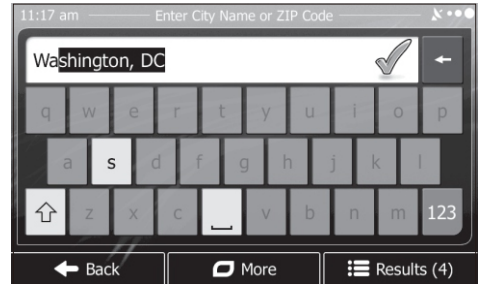 11:17 am Enter City Name or ZIP Code
Washington, DC
q w e r t y u i o p
a s d f g h j k l
z x c v b n m 123
Back More Results (4)